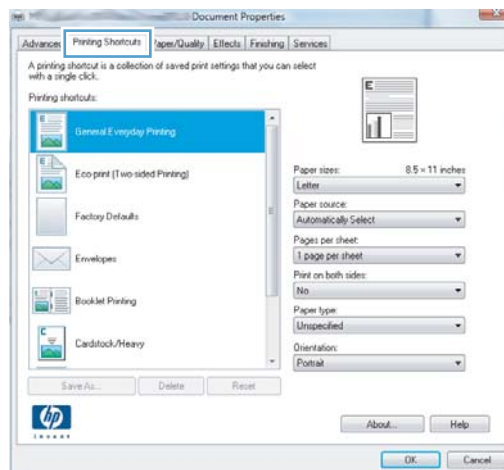 Document Properties
Advanced Printing Shortcuts Paper/Quality Effects Finishing Services
A printing shortcut is a collection of saved print settings that you can select
with a single click.
Printing shortcuts:
General Everyday Printing
Eco-print (Two-sided Printing)
Factory Defaults
Envelopes
Booklet Printing
Cardstock/Heavy
E
Paper sizes: 8.5 × 11 inches
Letter
Paper source:
Automatically Select
Pages per sheet:
1 page per sheet
Print on both sides:
No
Paper type:
Unspecified
Orientation:
Portrait
Save As... Delete Reset
hp
invent
About... Help
OK Cancel